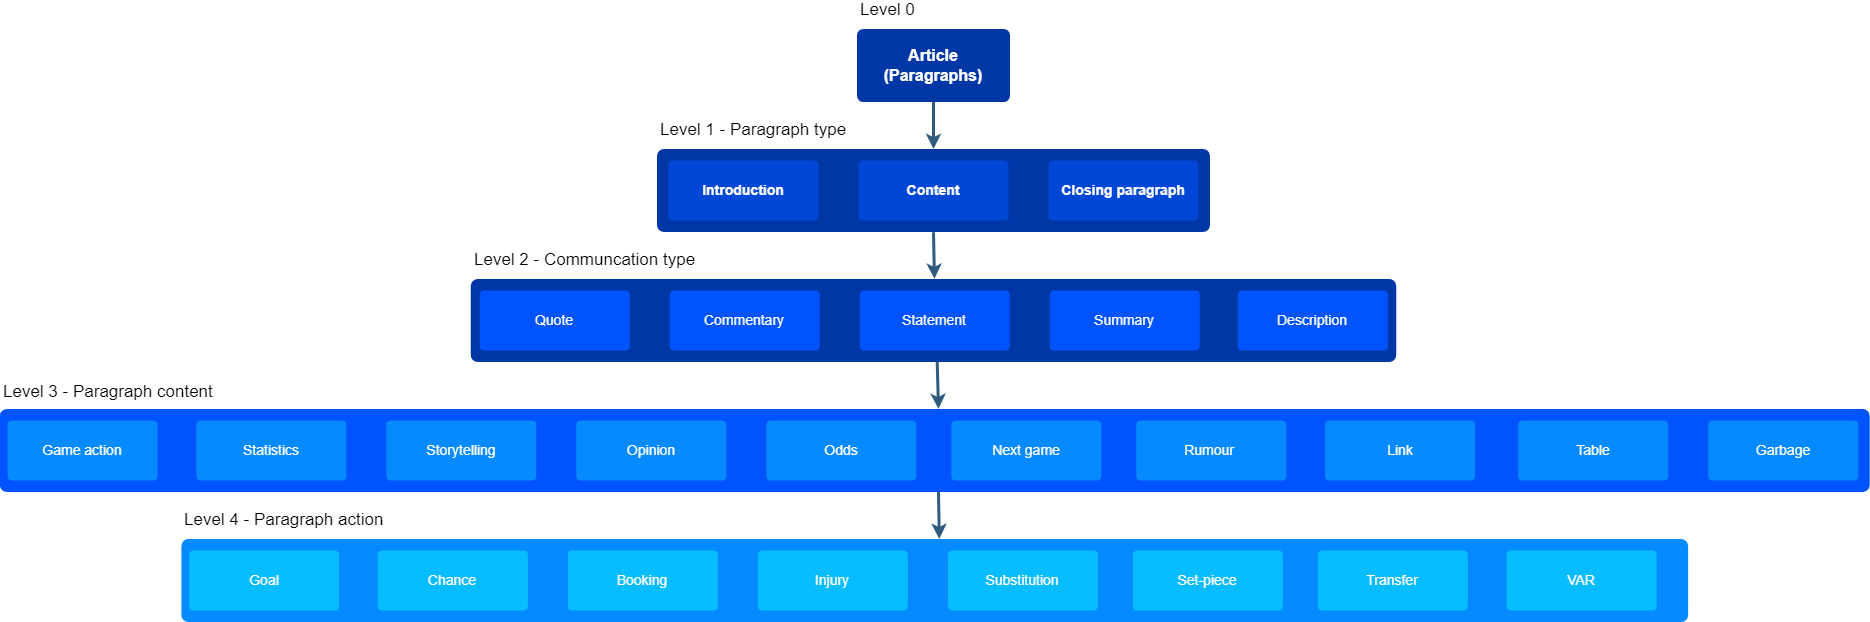 Level 0
Article
(Paragraphs)
Level 1 - Paragraph type
Introduction
Content
Closing paragraph
Level 2 - Communcation type
Quote
Commentary
Statement
Summary
Description
Level 3 - Paragraph content
Game action
Statistics
Storytelling
Opinion
Odds
Next game
Rumour
Link
Table
Garbage
Level 4 - Paragraph action
Goal
Chance
Booking
Injury
Substitution
Set-piece
Transfer
VAR